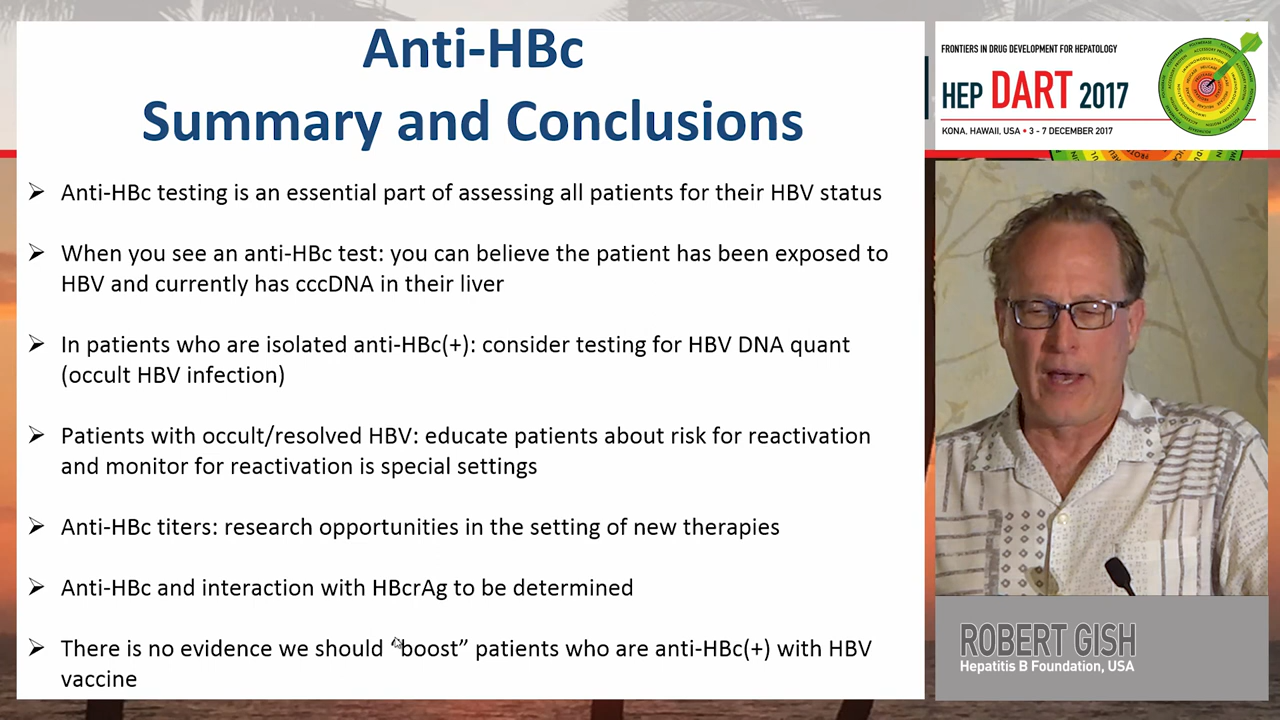 Anti-HBc
Summary and Conclusions
➢ Anti-HBc testing is an essential part of assessing all patients for their HBV status
➢ When you see an anti-HBc test: you can believe the patient has been exposed to
HBV and currently has cccDNA in their liver
➢ In patients who are isolated anti-HBc(+): consider testing for HBV DNA quant
(occult HBV infection)
➢ Patients with occult/resolved HBV: educate patients about risk for reactivation
and monitor for reactivation is special settings
➢ Anti-HBc titers: research opportunities in the setting of new therapies
➢ Anti-HBc and interaction with HBcrAg to be determined
➢ There is no evidence we should “boost” patients who are anti-HBc(+) with HBV
vaccine
FRONTIERS IN DRUG DEVELOPMENT FOR HEPATOLOGY
HEP DART 2017
KONA, HAWAII, USA • 3 - 7 DECEMBER 2017
ROBERT GISH
Hepatitis B Foundation, USA